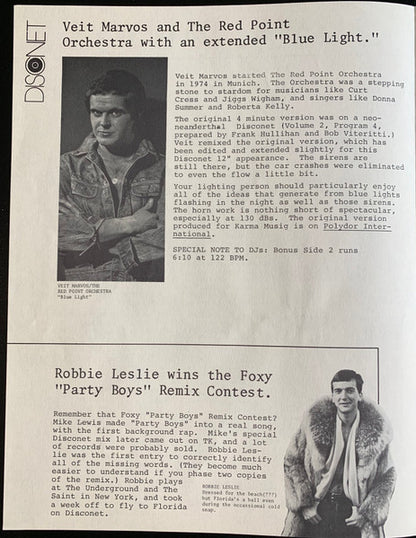 DISCONET
Veit Marvos and The Red Point
Orchestra with an extended "Blue Light."
Veit Marvos started The Red Point Orchestra
in 1974 in Munich. The Orchestra was a stepping
stone to stardom for musicians like Curt
Cress and Jiggs Wigham, and singers like Donna
Summer and Roberta Kelly.
The original 4 minute version was on a neo-
neanderthal Disconet (Volume 2, Program 4,
prepared by Frank Hullihan and Bob Vitoritti.)
Veit remixed the original version, which has
been edited and extended slightly for this
Disconet 12" appearance. The sirens are
still there, but the car crashes were eliminated
to even the flow a little bit.
Your lighting person should particularly enjoy
all of the ideas that generate from blue lights
flashing in the night as well as those sirens.
The horn work is nothing short of spectacular,
especially at 130 dBs. The original version
produced for Karma Musig is on Polydor Inter-
national.
SPECIAL NOTE TO DJs: Bonus Side 2 runs
6:10 at 122 BPM.
VEIT MARVOS/THE
RED POINT ORCHESTRA
"Blue Light"
Robbie Leslie wins the Foxy
"Party Boys" Remix Contest.
Remember that Foxy "Party Boys" Remix Contest?
Mike Lewis made "Party Boys" into a real song,
with the first background rap. Mike's special
Disconet mix later came out on TK, and a lot
of records were probably sold. Robbie Les-
lie was the first entry to correctly identify
all of the missing words. (They become much
easier to understand if you phase two copies
of the remix.) Robbie plays
at The Underground and The
Saint in New York, and took
a week off to fly to Florida
on Disconet.
ROBBIE LESLIE
Dressed for the beach(???)
but Florida's a ball even
during the occasional cold
snap.